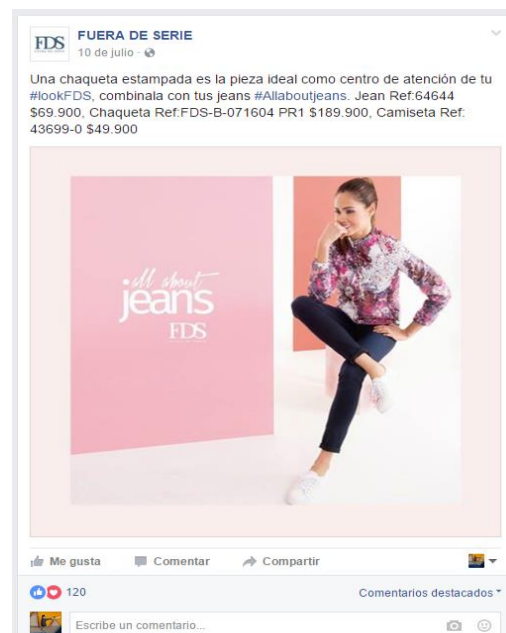 FDS
FUERA DE SERIE
10 de julio
Una chaqueta estampada es la pieza ideal como centro de atención de tu
#lookFDS, combinala con tus jeans #Allaboutjeans. Jean Ref:64644
$69.900, Chaqueta Ref:FDS-B-071604 PR1 $189.900, Camiseta Ref:
43699-0 $49.900
all about
jeans
FDS
Me gusta Comentar Compartir
120 Comentarios destacados
Escribe un comentario...